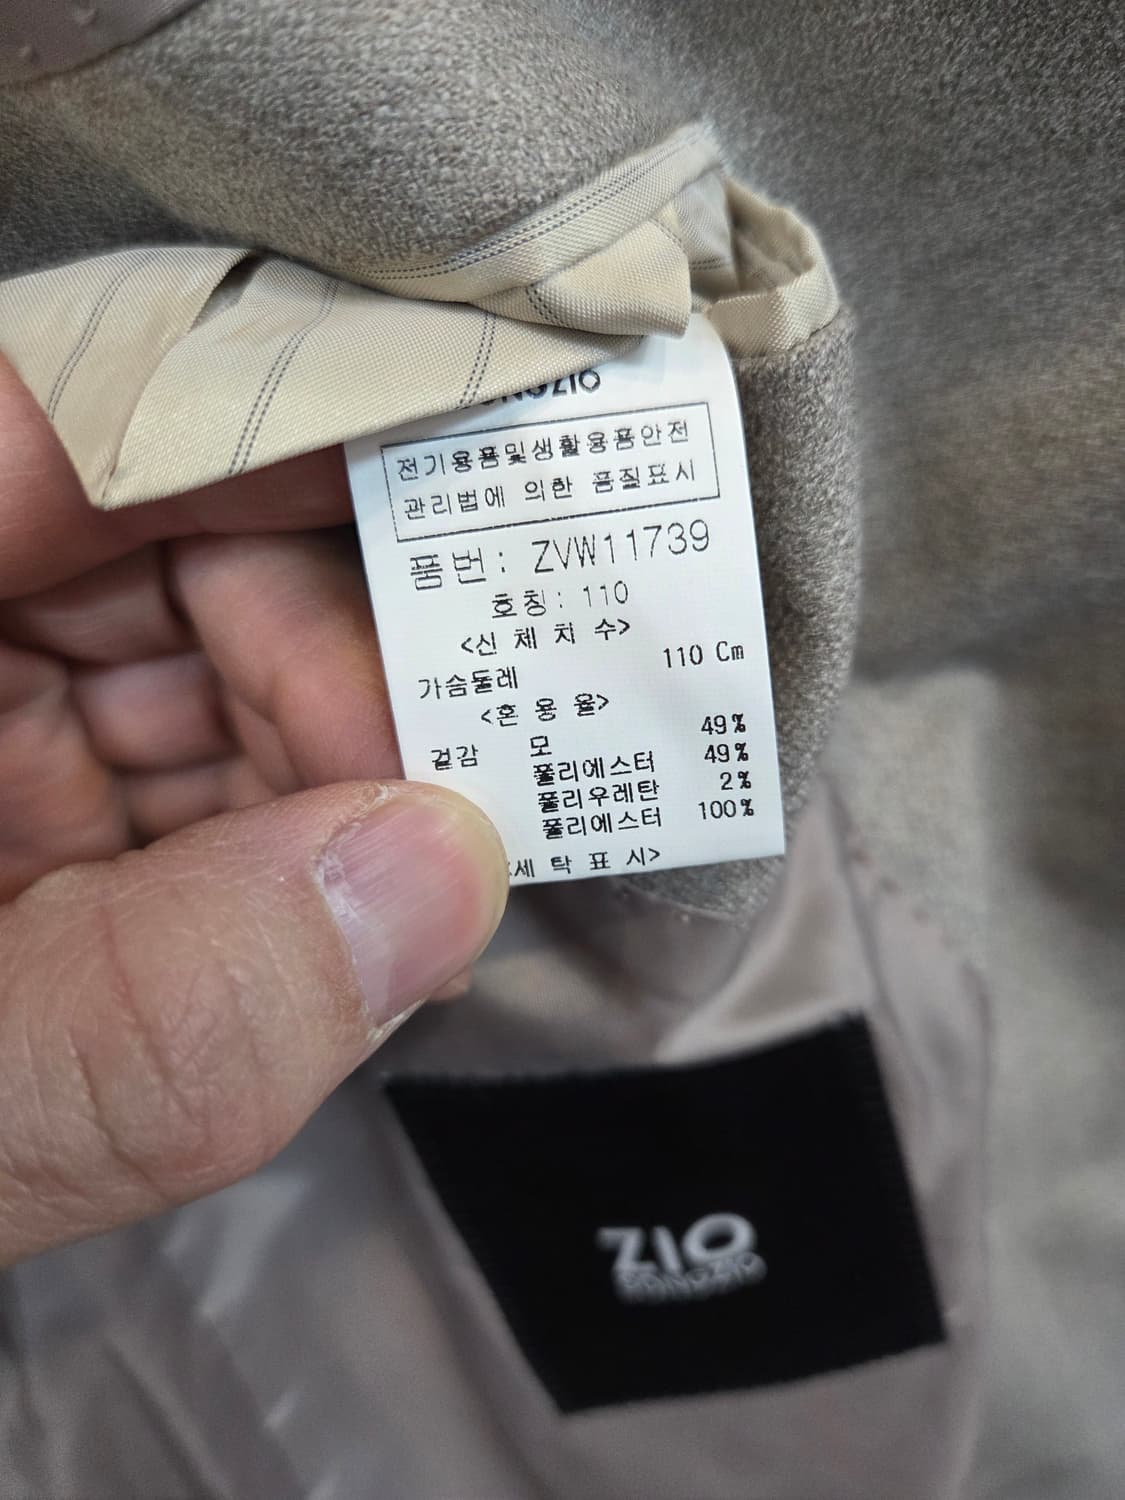 SONGZIO
전기용품및생활용품안전
관리법에 의한 품질표시
품번: ZVW11739
호칭: 110
<신 체 치 수>
가슴둘레 110 Cm
<혼 용 율>
겉감 모 49%
폴리에스터 49%
폴리우레탄 2%
폴리에스터 100%
<세 탁 표 시>
ZIO
SONGZIO